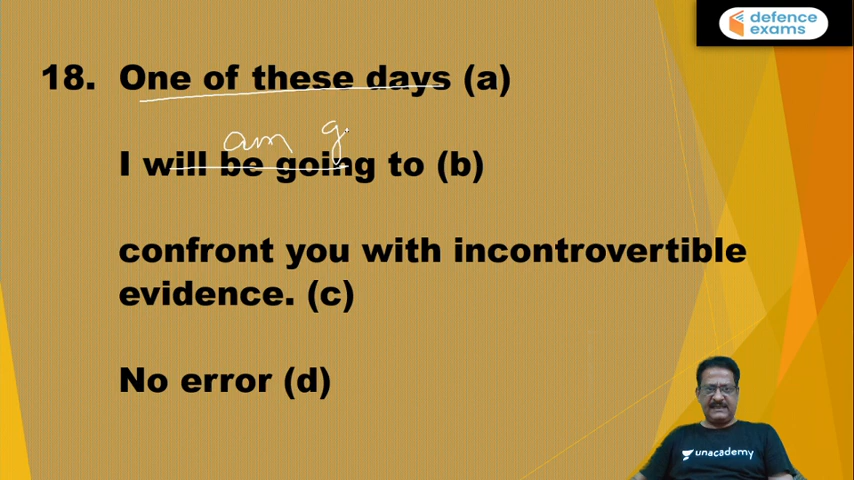 defence
exams
18. One of these days (a)
am g
I will be going to (b)
confront you with incontrovertible
evidence. (c)
No error (d)
unacademy